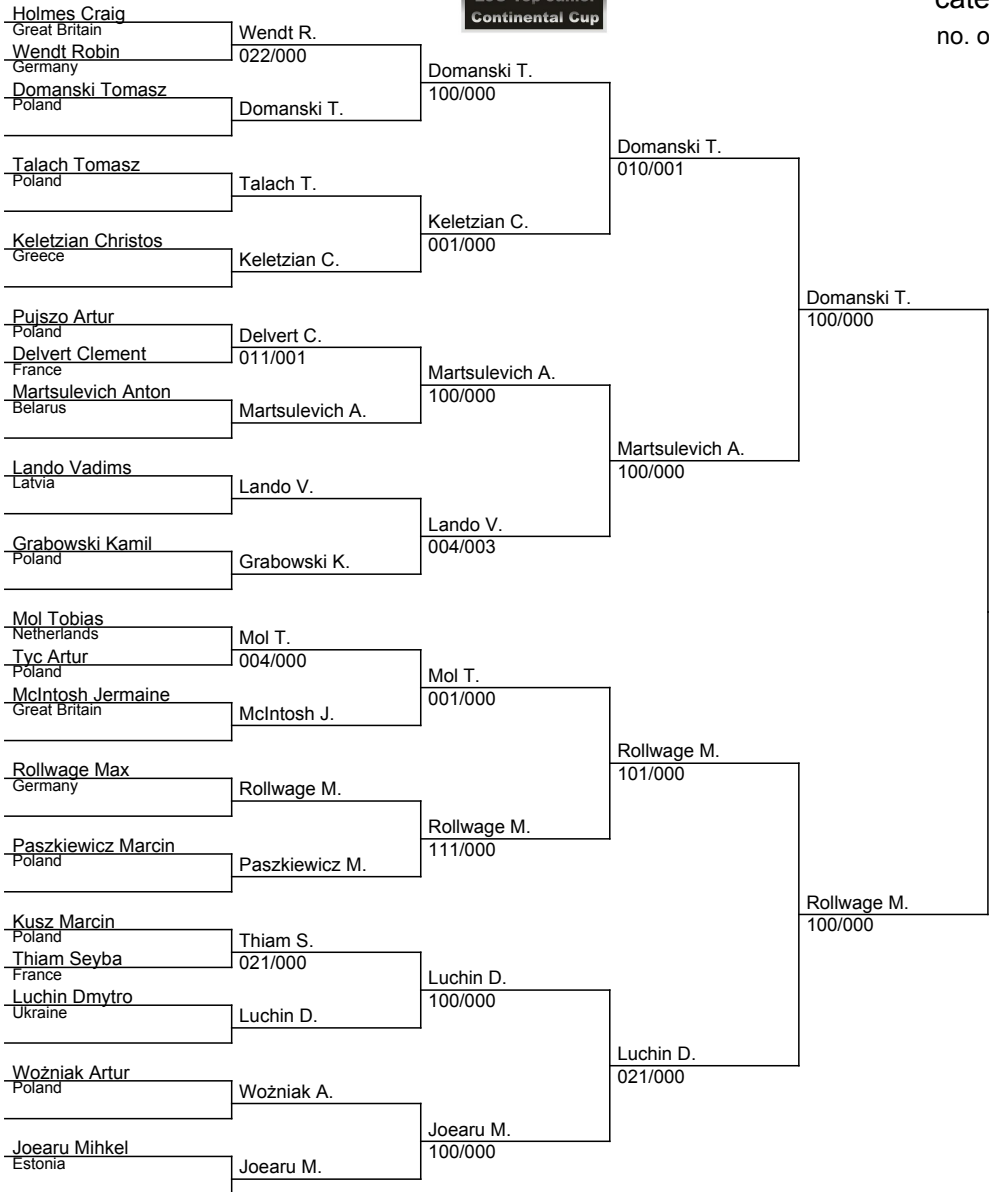 Continental Cup
cate
no. o
Holmes Craig
Great Britain
Wendt Robin
Germany
Domanski Tomasz
Poland
Talach Tomasz
Poland
Keletzian Christos
Greece
Pujszo Artur
Poland
Delvert Clement
France
Martsulevich Anton
Belarus
Lando Vadims
Latvia
Grabowski Kamil
Poland
Mol Tobias
Netherlands
Tyc Artur
Poland
McIntosh Jermaine
Great Britain
Rollwage Max
Germany
Paszkiewicz Marcin
Poland
Kusz Marcin
Poland
Thiam Seyba
France
Luchin Dmytro
Ukraine
Woźniak Artur
Poland
Joearu Mihkel
Estonia
Wendt R.
022/000
Domanski T.
Talach T.
Keletzian C.
Delvert C.
011/001
Martsulevich A.
Lando V.
Grabowski K.
Mol T.
004/000
McIntosh J.
Rollwage M.
Paszkiewicz M.
Thiam S.
021/000
Luchin D.
Woźniak A.
Joearu M.
Domanski T.
100/000
Keletzian C.
001/000
Martsulevich A.
100/000
Lando V.
004/003
Mol T.
001/000
Rollwage M.
111/000
Luchin D.
100/000
Joearu M.
100/000
Domanski T.
010/001
Martsulevich A.
100/000
Rollwage M.
101/000
Luchin D.
021/000
Domanski T.
100/000
Rollwage M.
100/000